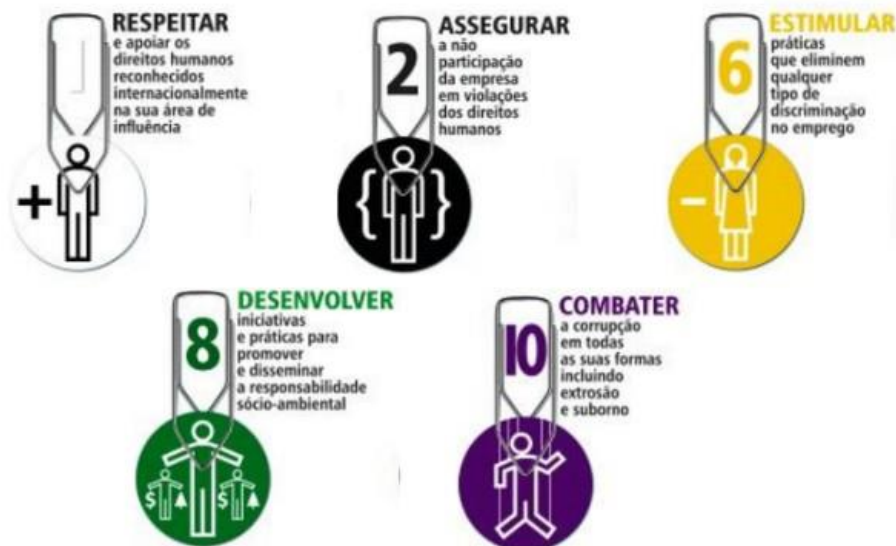 RESPEITAR
e apoiar os
direitos humanos
reconhecidos
internacionalmente
na sua área de
influência
2
ASSEGURAR
a não
participação
da empresa
em violações
dos direitos
humanos
6
ESTIMULAR
práticas
que eliminem
qualquer
tipo de
discriminação
no emprego
8
DESENVOLVER
iniciativas
e práticas para
promover
e disseminar
a responsabilidade
sócio-ambiental
$ $
10
COMBATER
a corrupção
em todas
as suas formas
incluindo
extrosão
e suborno